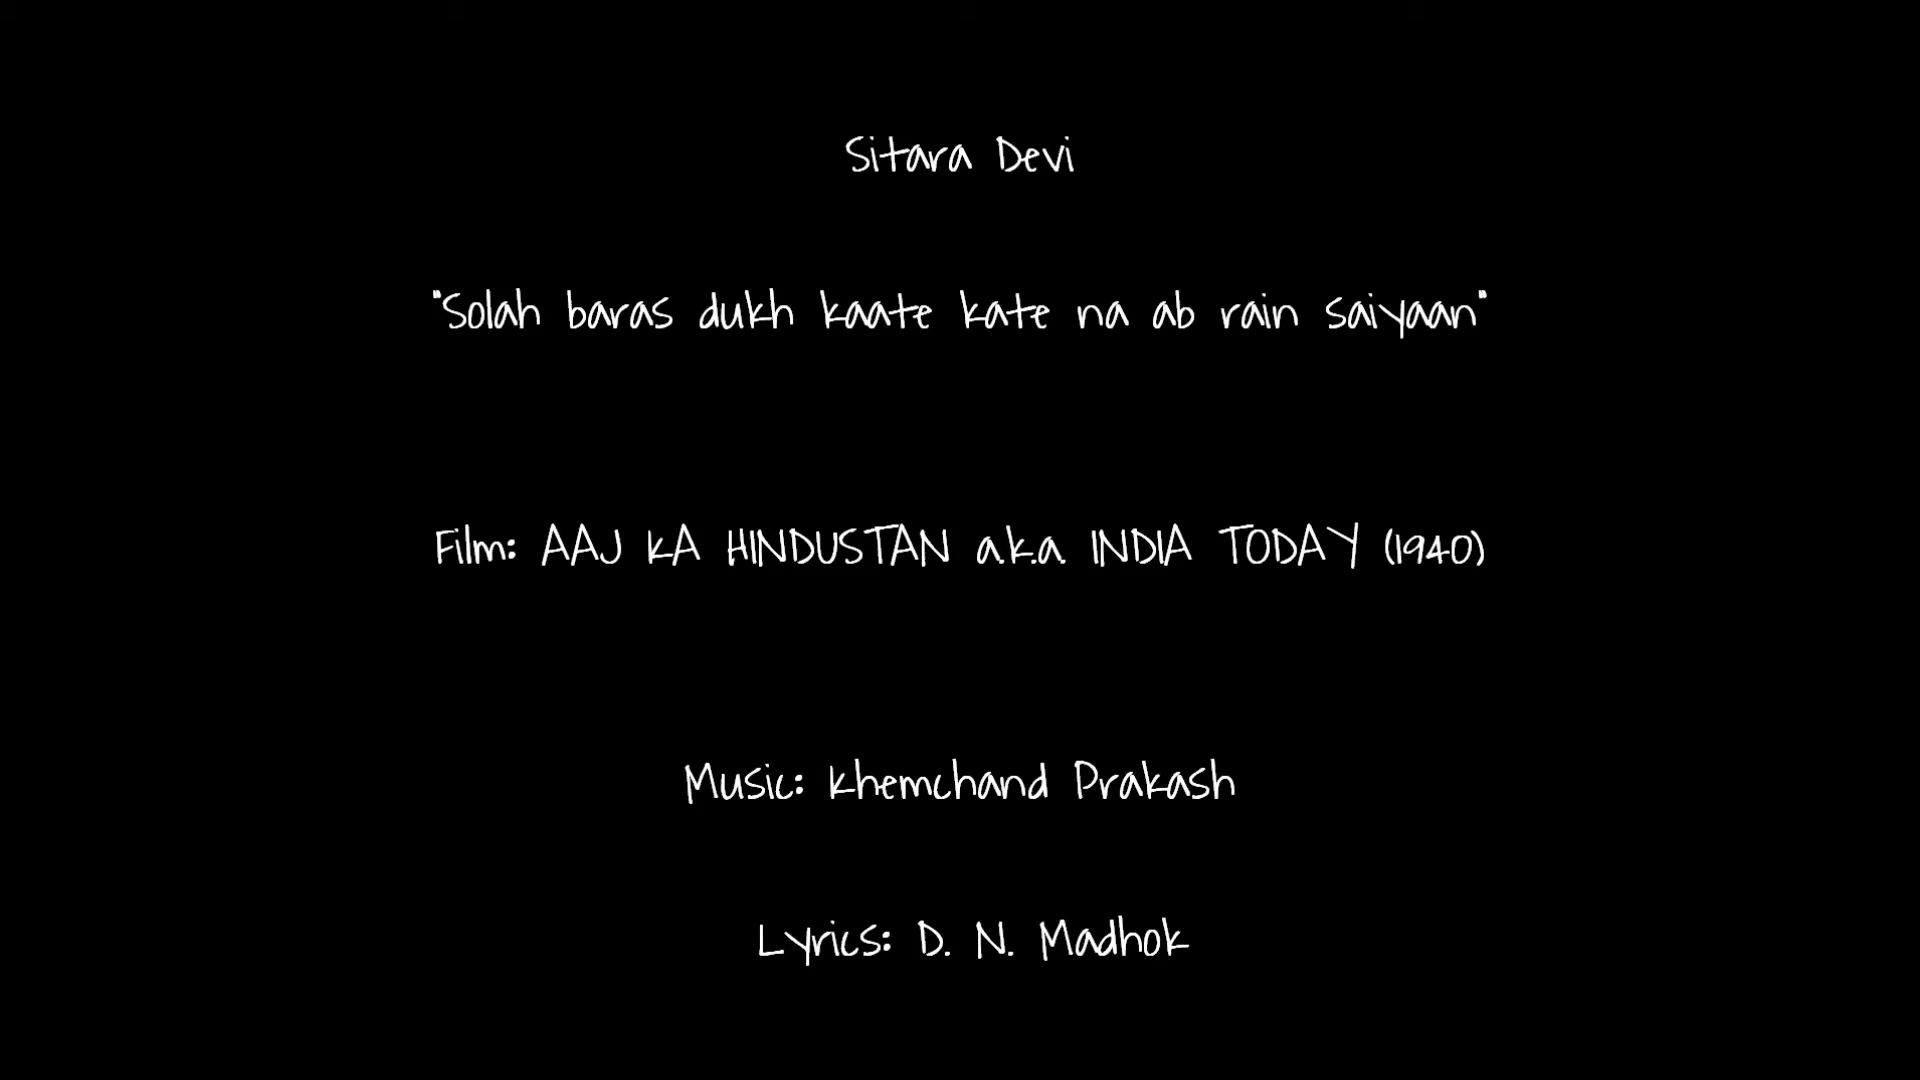 Sitara Devi
"Solah baras dukh kaate kate na ab rain saiyaan"
Film: AAJ KA HINDUSTAN a.k.a. INDIA TODAY (1940)
Music: Khemchand Prakash
Lyrics: D. N. Madhok